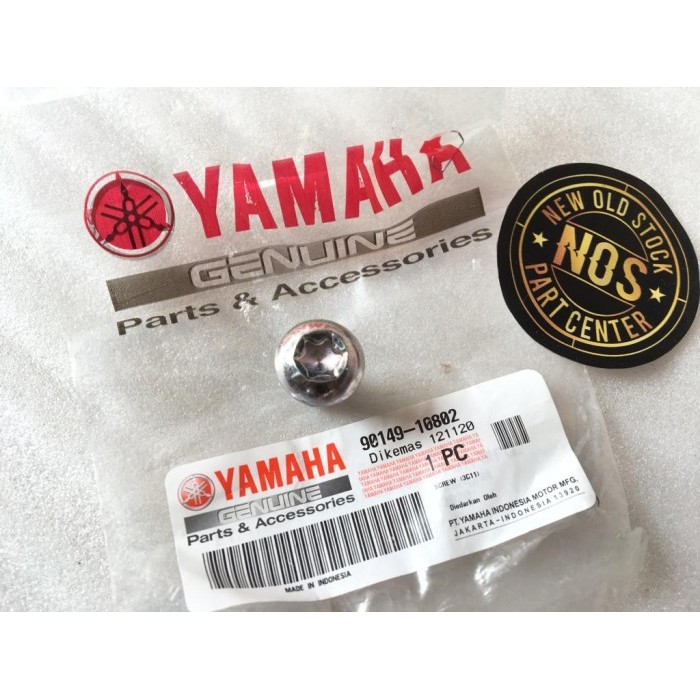 YAMAHA
GENUINE
Parts & Accessories
NEW OLD STOCK
NOS
PART CENTER
90149-10802
Dikemas 121120
1 PC
SCREW (3C11)
YAMAHA
GENUINE
Parts & Accessories
Diedarkan Oleh
PT. YAMAHA INDONESIA MOTOR MFG.
JAKARTA-INDONESIA 13920
MADE IN INDONESIA